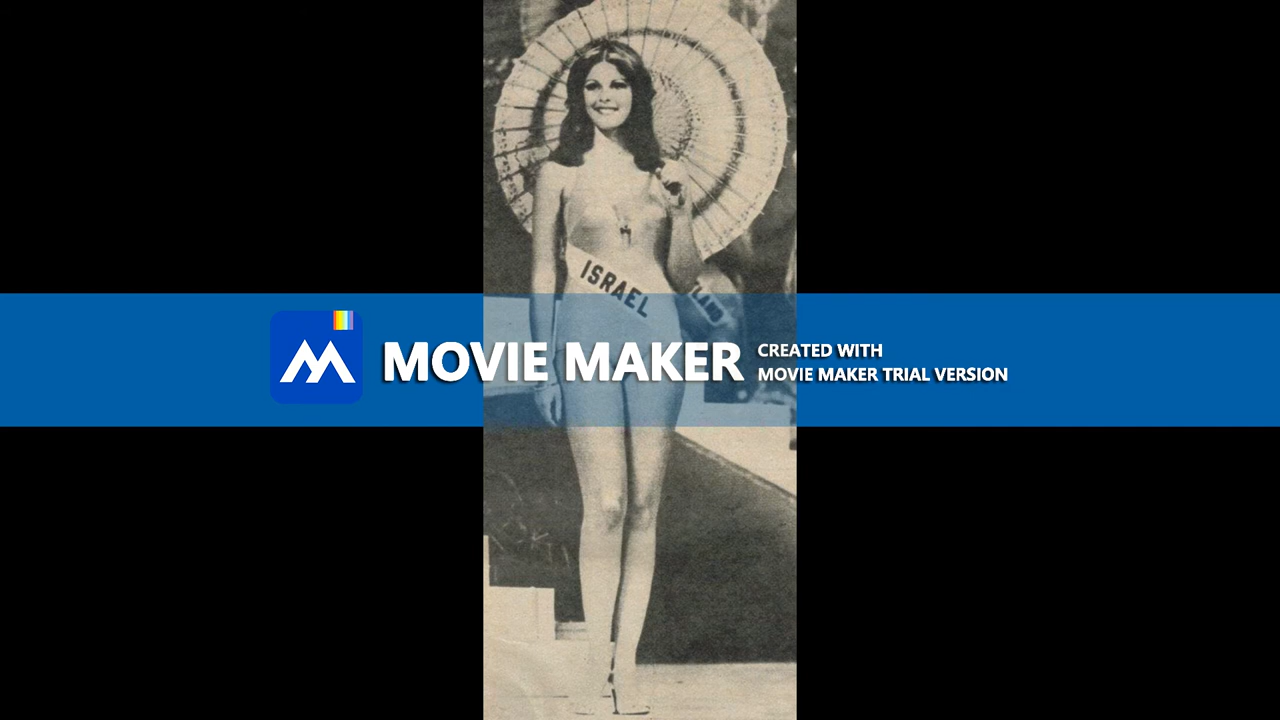 ISRAEL
MOVIE MAKER
CREATED WITH
MOVIE MAKER TRIAL VERSION